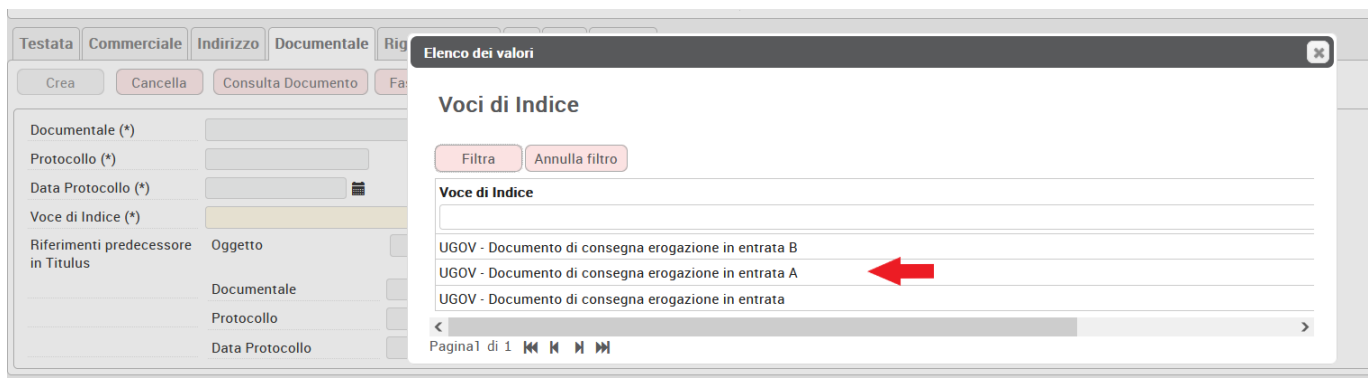 Testata Commerciale Indirizzo Documentale Rig
Crea Cancella Consulta Documento Fas
Documentale (*)
Protocollo (*)
Data Protocollo (*)
Voce di Indice (*)
Riferimenti predecessore in Titulus
Oggetto
Documentale
Protocollo
Data Protocollo
Elenco dei valori
Voci di Indice
Filtra Annulla filtro
Voce di Indice
UGOV - Documento di consegna erogazione in entrata B
UGOV - Documento di consegna erogazione in entrata A
UGOV - Documento di consegna erogazione in entrata
Pagina1 di 1